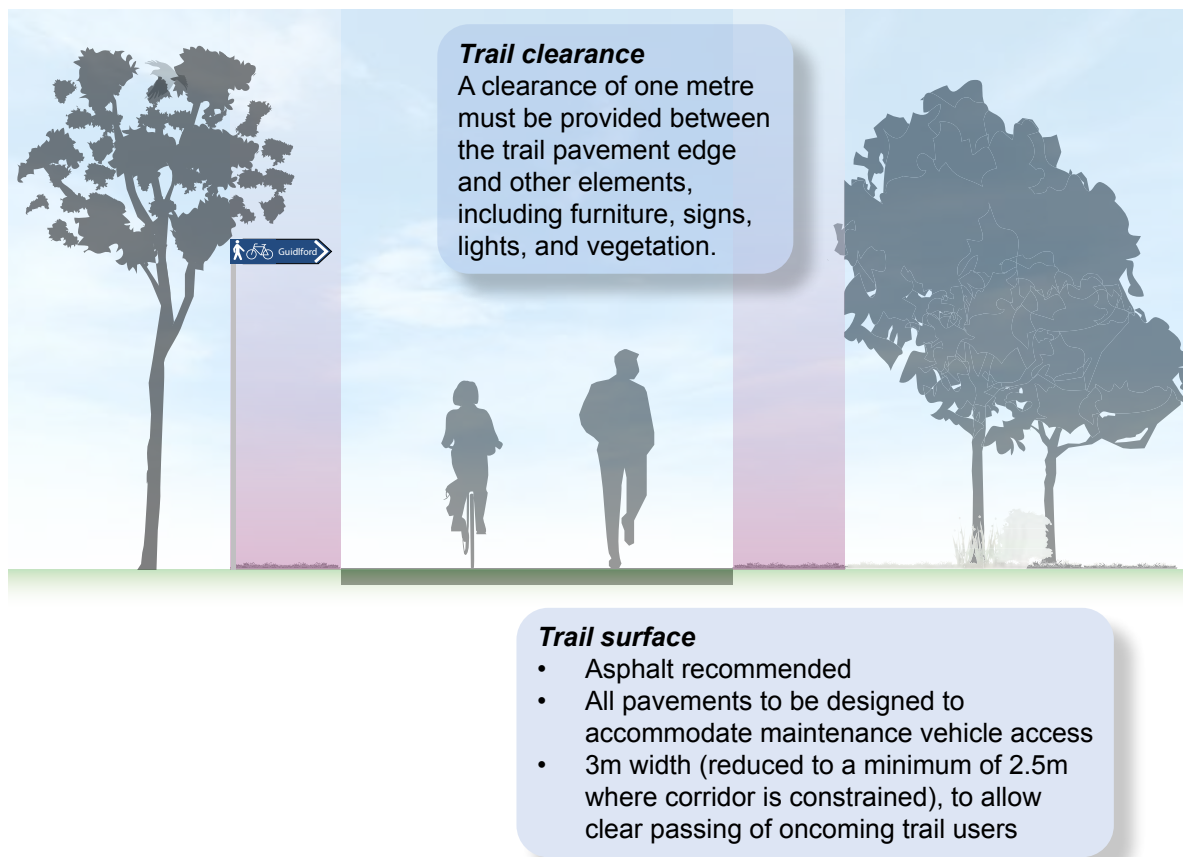 Trail clearance
A clearance of one metre
must be provided between
the trail pavement edge
and other elements,
including furniture, signs,
lights, and vegetation.
Guidlford
Trail surface
• Asphalt recommended
• All pavements to be designed to
accommodate maintenance vehicle access
• 3m width (reduced to a minimum of 2.5m
where corridor is constrained), to allow
clear passing of oncoming trail users